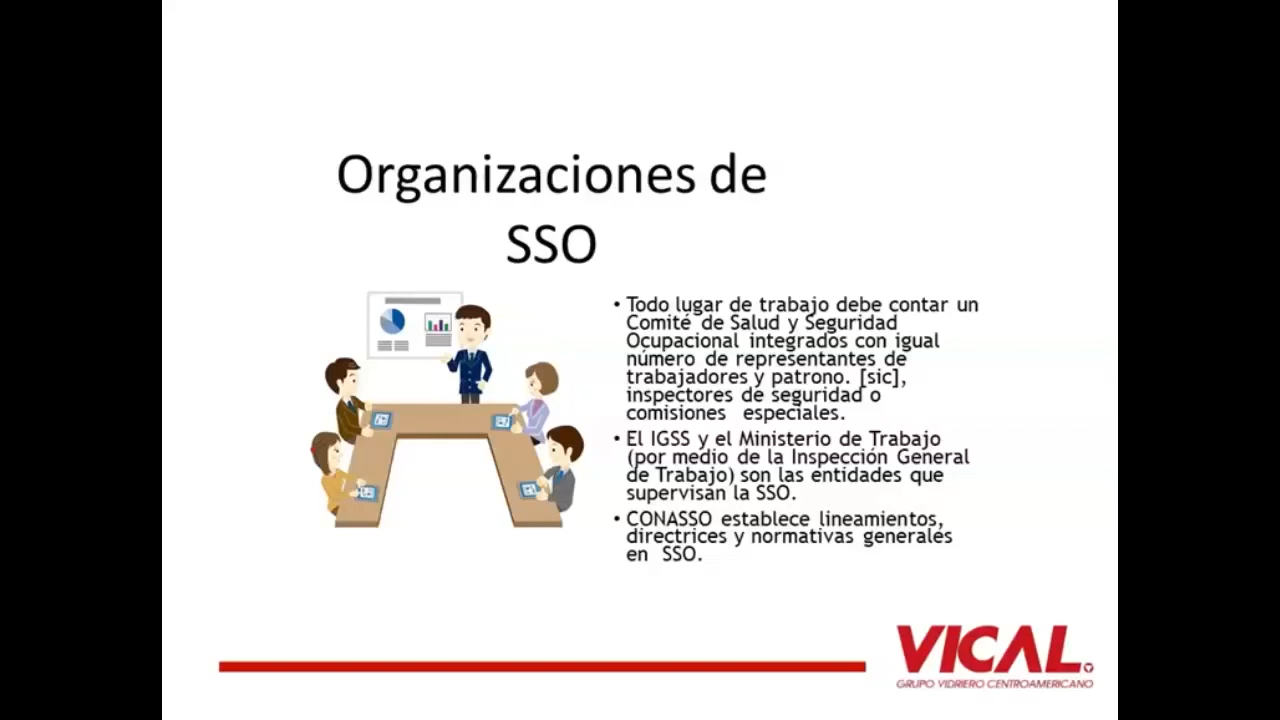 Organizaciones de
SSO
• Todo lugar de trabajo debe contar un
Comité de Salud y Seguridad
Ocupacional integrados con igual
número de representantes de
trabajadores y patrono. [sic],
inspectores de seguridad o
comisiones especiales.
• El IGSS y el Ministerio de Trabajo
(por medio de la Inspección General
de Trabajo) son las entidades que
supervisan la SSO.
• CONASSO establece lineamientos,
directrices y normativas generales
en SSO.
VICAL
GRUPO VIDRIERO CENTROAMERICANO